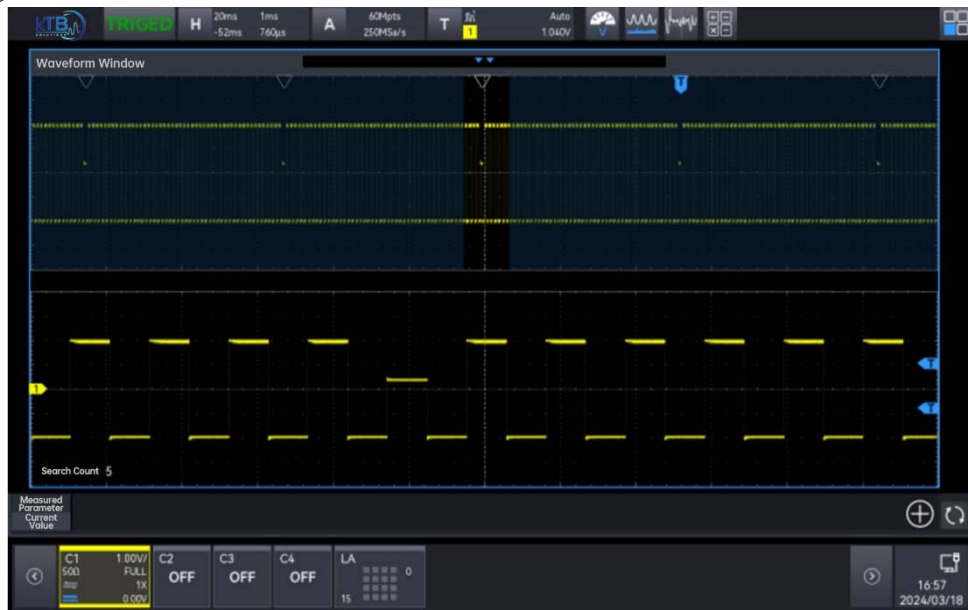 KTB
TRIGED
H
20ms 1ms
-52ms 760μs
A
60Mpts
250MSa/s
T
1
Auto
1.040V
Waveform Window
T
T
1
T
Search Count 5
Measured
Parameter
Current
Value
C1 1.00V/
50Ω FULL
1X
0.00V
C2
OFF
C3
OFF
C4
OFF
LA
0
15
16:57
2024/03/18